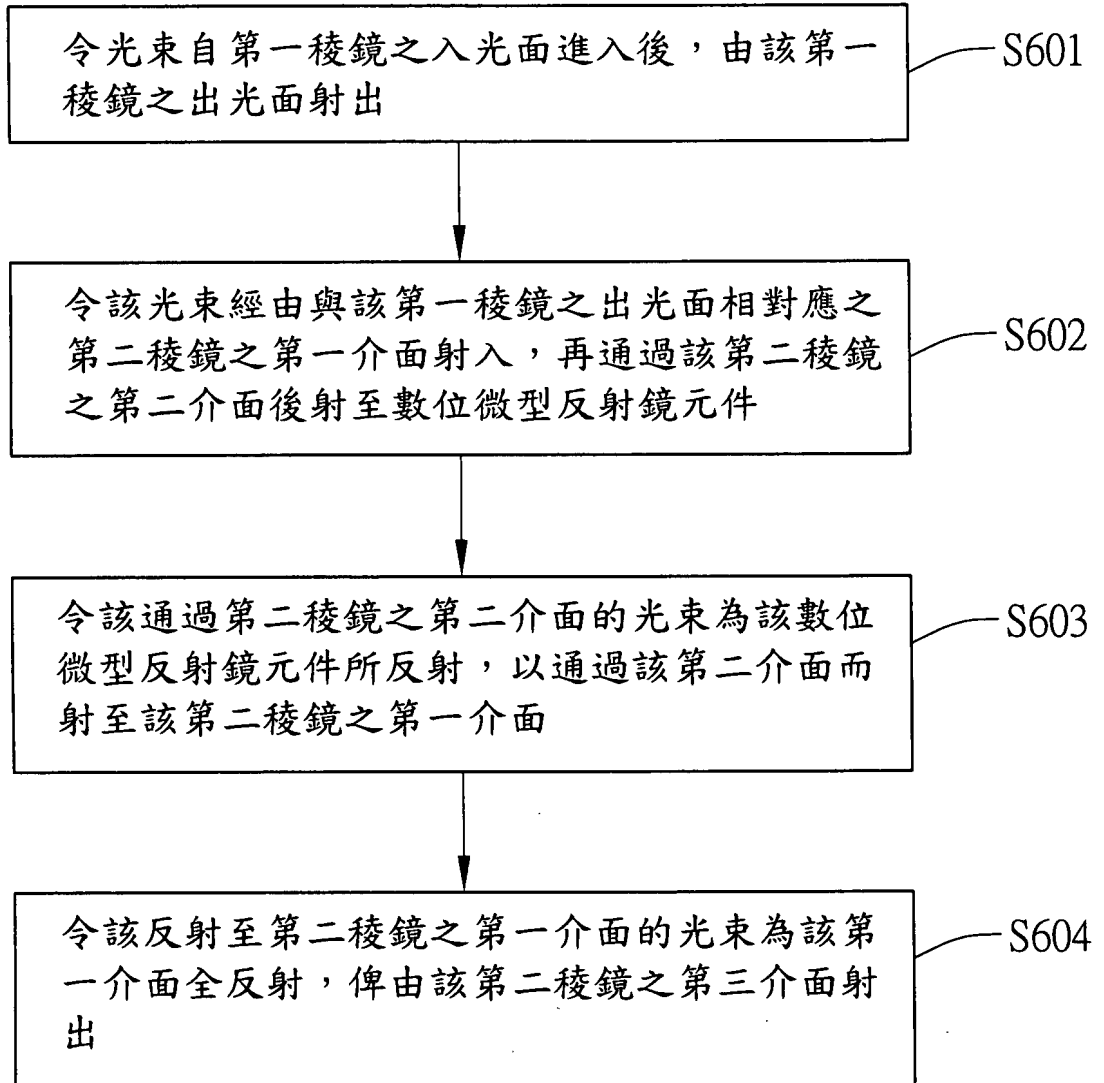 令光束自第一稜鏡之入光面進入後，由該第一
稜鏡之出光面射出
S601
令該光束經由與該第一稜鏡之出光面相對應之
第二稜鏡之第一介面射入，再通過該第二稜鏡
之第二介面後射至數位微型反射鏡元件
S602
令該通過第二稜鏡之第二介面的光束為該數位
微型反射鏡元件所反射，以通過該第二介面而
射至該第二稜鏡之第一介面
S603
令該反射至第二稜鏡之第一介面的光束為該第
一介面全反射，俾由該第二稜鏡之第三介面射
出
S604